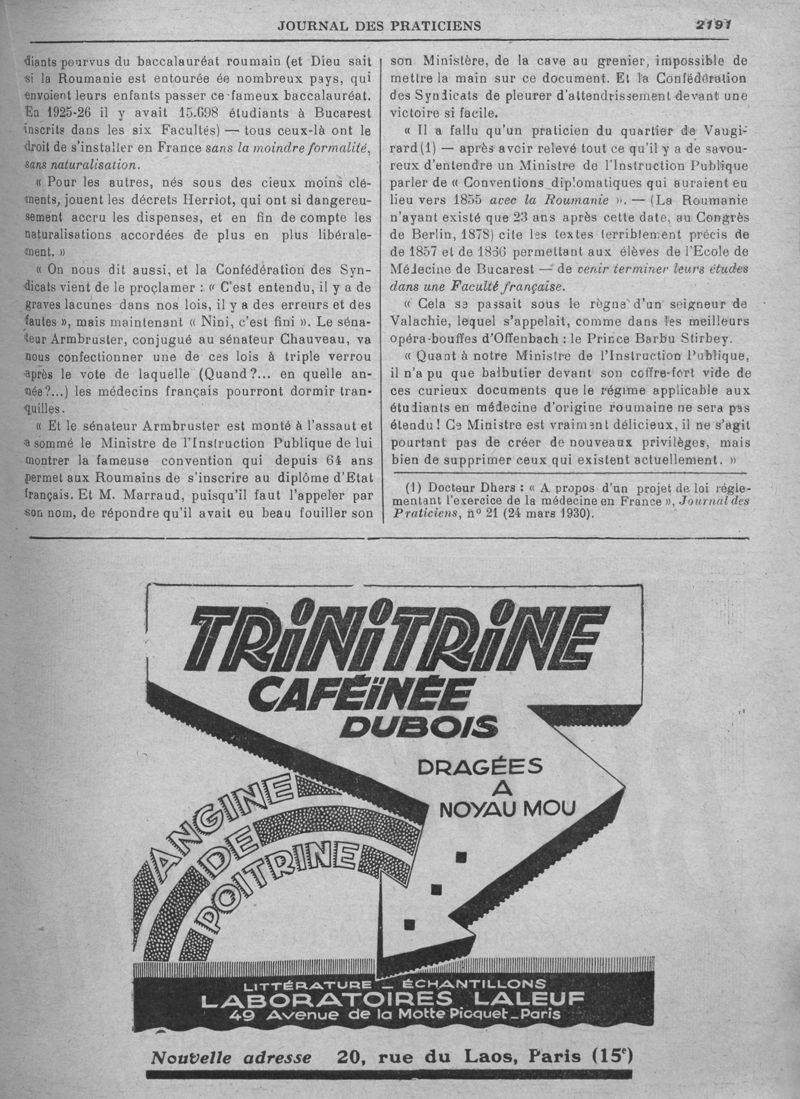 JOURNAL DES PRATICIENS
2191
diants pourvus du baccalauréat roumain (et Dieu sait
si la Roumanie est entourée ée nombreux pays, qui
envoient leurs enfants passer ce fameux baccalauréat.
En 1925-26 il y avait 15.698 étudiants à Bucarest
inscrits dans les six Facultés) — tous ceux-là ont le
droit de s'installer en France sans la moindre formalité,
sans naturalisation.
« Pour les autres, nés sous des cieux moins clé-
ments, jouent les décrets Herriot, qui ont si dangereu-
sement accru les dispenses, et en fin de compte les
naturalisations accordées de plus en plus libérale-
ment. »
« On nous dit aussi, et la Confédération des Syn-
dicats vient de le proclamer : « C'est entendu, il y a de
graves lacunes dans nos lois, il y a des erreurs et des
fautes », mais maintenant « Nini, c'est fini ». Le séna-
teur Armbruster, conjugué au sénateur Chauveau, va
nous confectionner une de ces lois à triple verrou
après le vote de laquelle (Quand ?... en quelle an-
née ?...) les médecins français pourront dormir tran-
quilles.
« Et le sénateur Armbruster est monté à l'assaut et
a sommé le Ministre de l'Instruction Publique de lui
montrer la fameuse convention qui depuis 64 ans
permet aux Roumains de s'inscrire au diplôme d'Etat
français. Et M. Marraud, puisqu'il faut l'appeler par
son nom, de répondre qu'il avait eu beau fouiller son
son Ministère, de la cave au grenier, impossible de
mettre la main sur ce document. Et la Confédération
des Syndicats de pleurer d'attendrissement devant une
victoire si facile.
« Il a fallu qu'un praticien du quartier de Vaugi-
rard (1) — après avoir relevé tout ce qu'il y a de savou-
reux d'entendre un Ministre de l'Instruction Publique
parler de « Conventions diplomatiques qui auraient eu
lieu vers 1855 avec la Roumanie ». — (La Roumanie
n'ayant existé que 23 ans après cette date, au Congrès
de Berlin, 1878) cite les textes terriblement précis de
de 1857 et de 1866 permettant aux élèves de l'Ecole de
Médecine de Bucarest — de venir terminer leurs études
dans une Faculté française.
« Cela se passait sous le règne d'un seigneur de
Valachie, lequel s'appelait, comme dans les meilleurs
opéra-bouffes d'Offenbach : le Prince Barbu Stirbey.
« Quant à notre Ministre de l'Instruction Publique,
il n'a pu que balbutier devant son coffre-fort vide de
ces curieux documents que le régime applicable aux
étudiants en médecine d'origine roumaine ne sera pas
étendu ! Ce Ministre est vraiment délicieux, il ne s'agit
pourtant pas de créer de nouveaux privilèges, mais
bien de supprimer ceux qui existent actuellement. »
(1) Docteur Dhers : « A propos d'un projet de loi régle-
mentant l'exercice de la médecine en France », Journal des
Praticiens, n° 21 (24 mars 1930).
TRiNiTRiNE
CAFÉÏNÉE
DUBOIS
DRAGÉES
A
NOYAU MOU
ANGINE
DE
POITRINE
LITTÉRATURE _ ÉCHANTILLONS
LABORATOIRES LALEUF
49 Avenue de la Motte Picquet _ Paris
Nouvelle adresse 20, rue du Laos, Paris (15e)